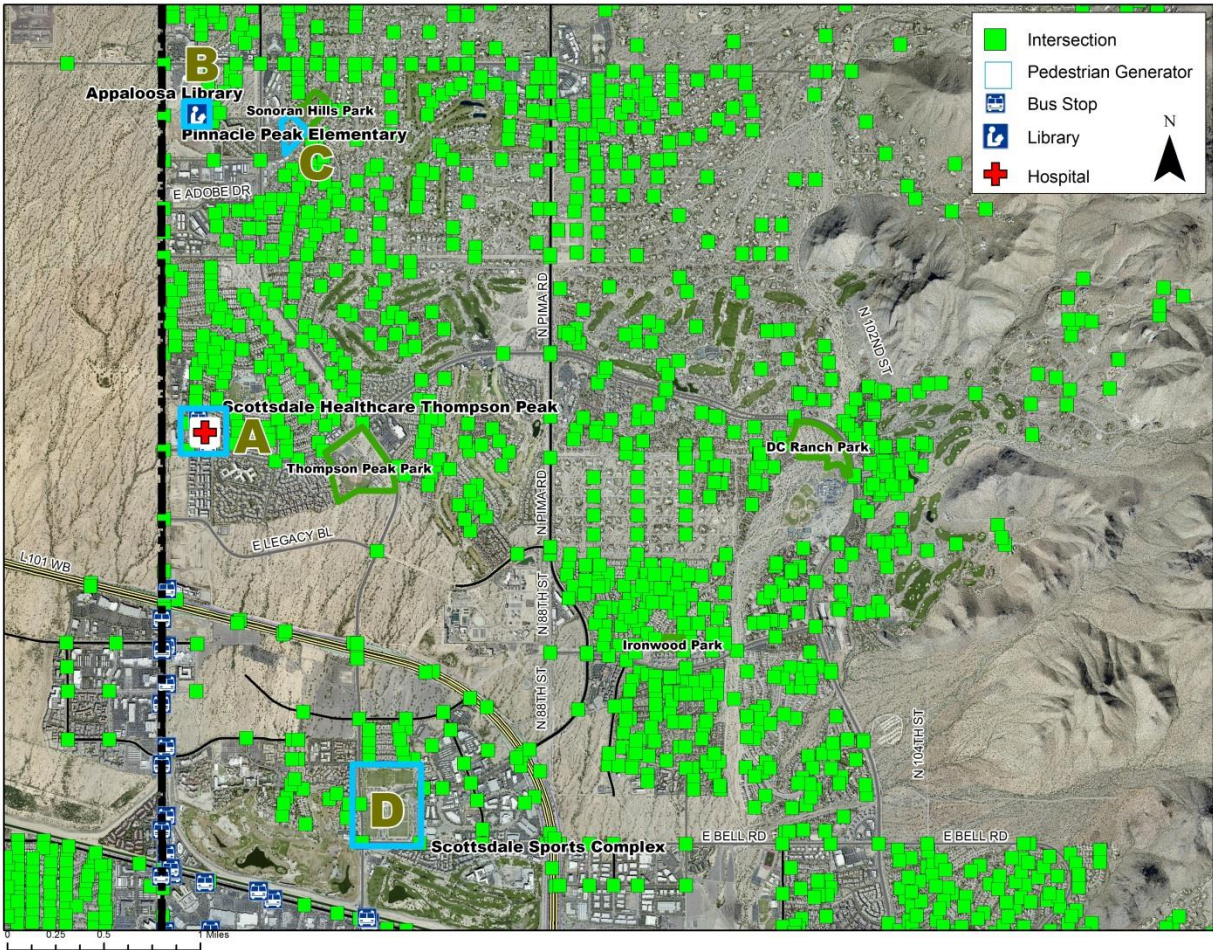 Intersection
Pedestrian Generator
Bus Stop
Library
Hospital
N
B
Appaloosa Library
Sonoran Hills Park
Pinnacle Peak Elementary
C
E ADOBE DR
N PIMA RD
N 102ND ST
Scottsdale Healthcare Thompson Peak
A
DC Ranch Park
Thompson Peak Park
N PIMA RD
E LEGACY BL
L101 WB
N 88TH ST
Ironwood Park
N 88TH ST
N 104TH ST
D
E BELL RD
E BELL RD
Scottsdale Sports Complex
0 0.25 0.5 1 Miles